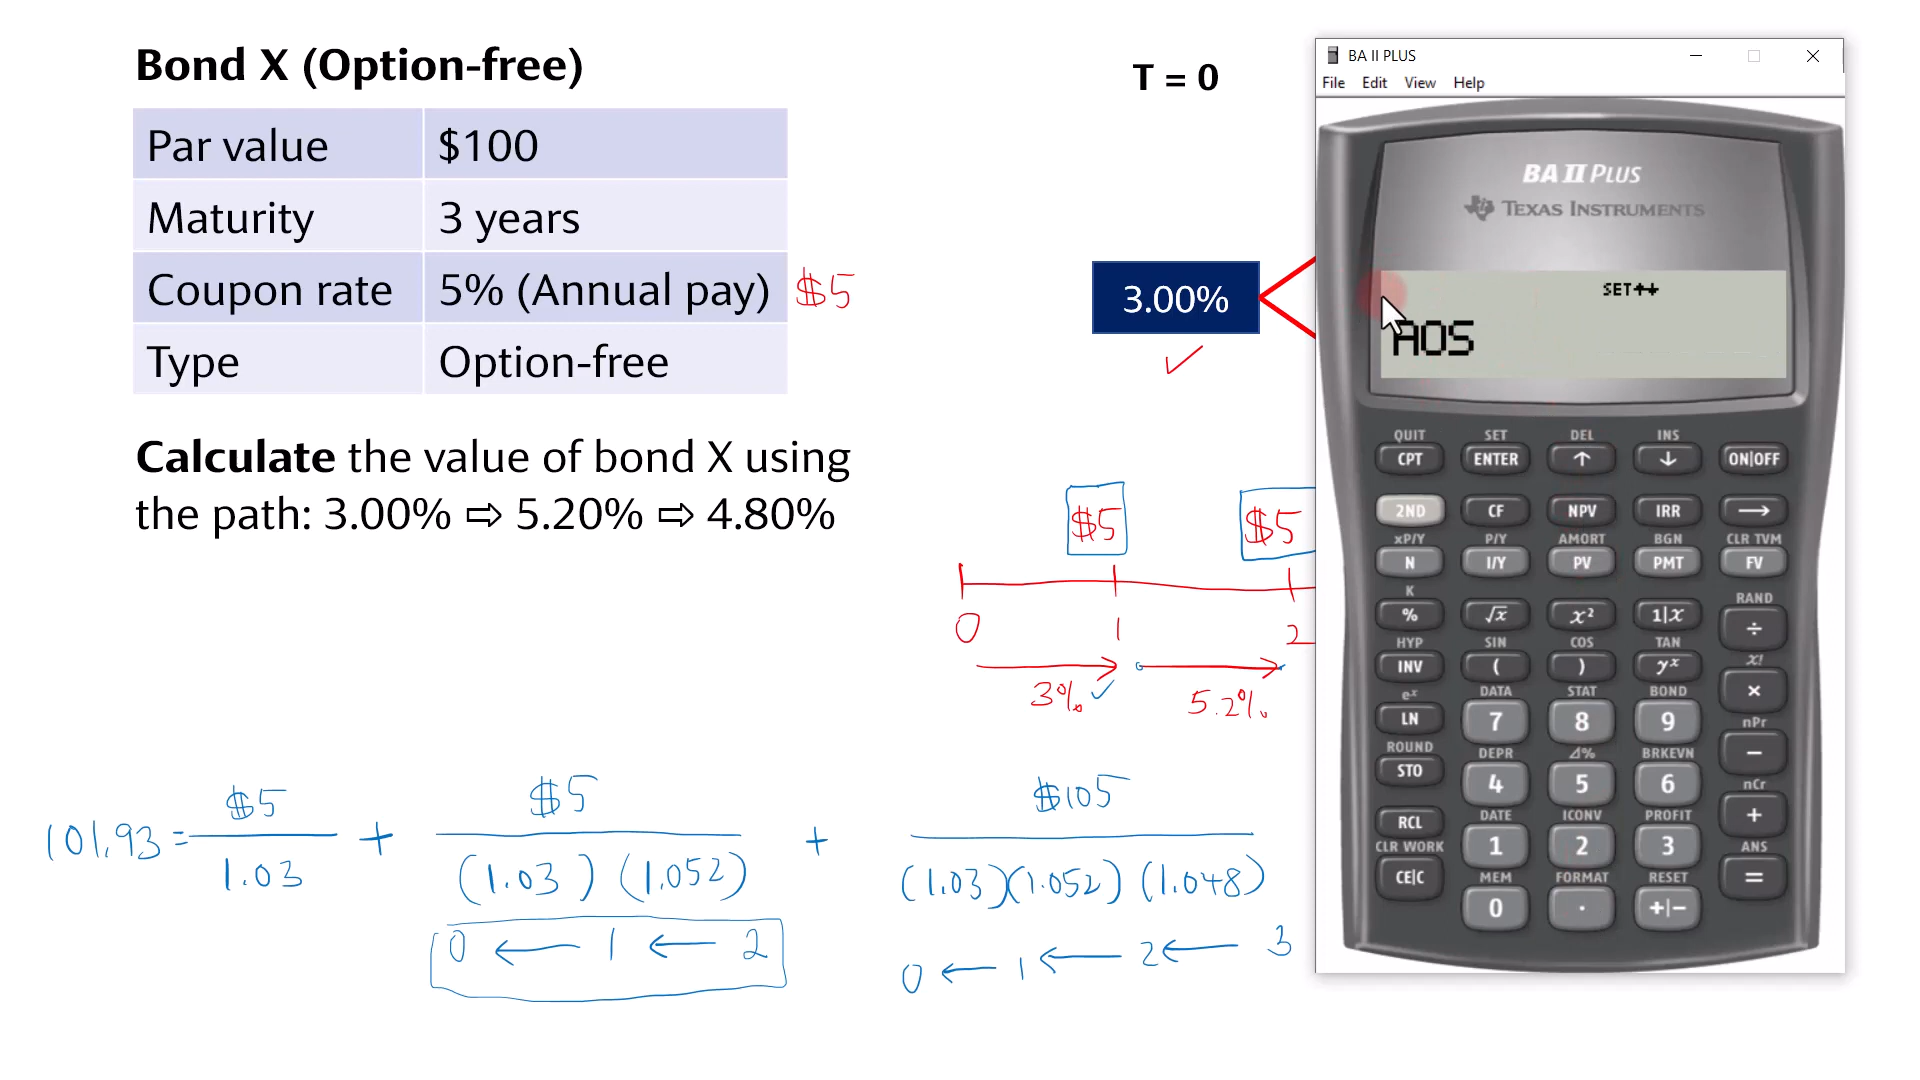 Bond X (Option-free)
Par value $100
Maturity 3 years
Coupon rate 5% (Annual pay) $5
Type Option-free
Calculate the value of bond X using
the path: 3.00% ⇨ 5.20% ⇨ 4.80%
T = 0
3.00%
$5 $5
0 1 2
3% 5.2%
$5 $5 $105
101.93 = + +
1.03 (1.03) (1.052) (1.03)(1.052) (1.048)
0 ← 1 ← 2
0 ← 1 ← 2 ← 3
BA II PLUS
File Edit View Help
BA II PLUS
TEXAS INSTRUMENTS
SET↑↓
AOS
QUIT SET DEL INS
CPT ENTER ↑ ↓ ON|OFF
2ND CF NPV IRR →
xP/Y P/Y AMORT BGN CLR TVM
N I/Y PV PMT FV
K RAND
% √x x² 1|x ÷
HYP SIN COS TAN x!
INV ( ) yˣ ×
eˣ DATA STAT BOND nPr
LN 7 8 9 −
ROUND DEPR Δ% BRKEVN nCr
STO 4 5 6 +
DATE ICONV PROFIT
RCL 1 2 3
CLR WORK ANS
CE|C =
MEM FORMAT RESET
0 . +|−